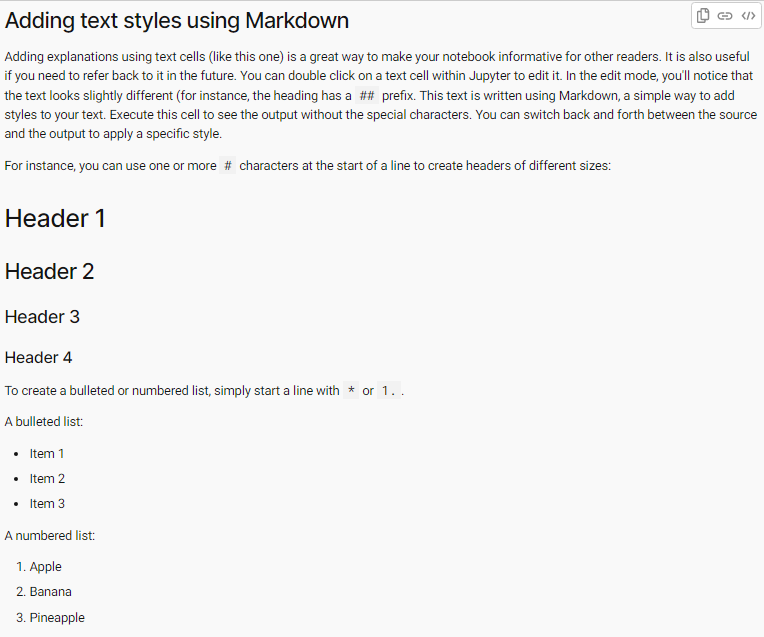 Adding text styles using Markdown
Adding explanations using text cells (like this one) is a great way to make your notebook informative for other readers. It is also useful
if you need to refer back to it in the future. You can double click on a text cell within Jupyter to edit it. In the edit mode, you'll notice that
the text looks slightly different (for instance, the heading has a ## prefix. This text is written using Markdown, a simple way to add
styles to your text. Execute this cell to see the output without the special characters. You can switch back and forth between the source
and the output to apply a specific style.
For instance, you can use one or more # characters at the start of a line to create headers of different sizes:
Header 1
Header 2
Header 3
Header 4
To create a bulleted or numbered list, simply start a line with * or 1. .
A bulleted list:
• Item 1
• Item 2
• Item 3
A numbered list:
1. Apple
2. Banana
3. Pineapple